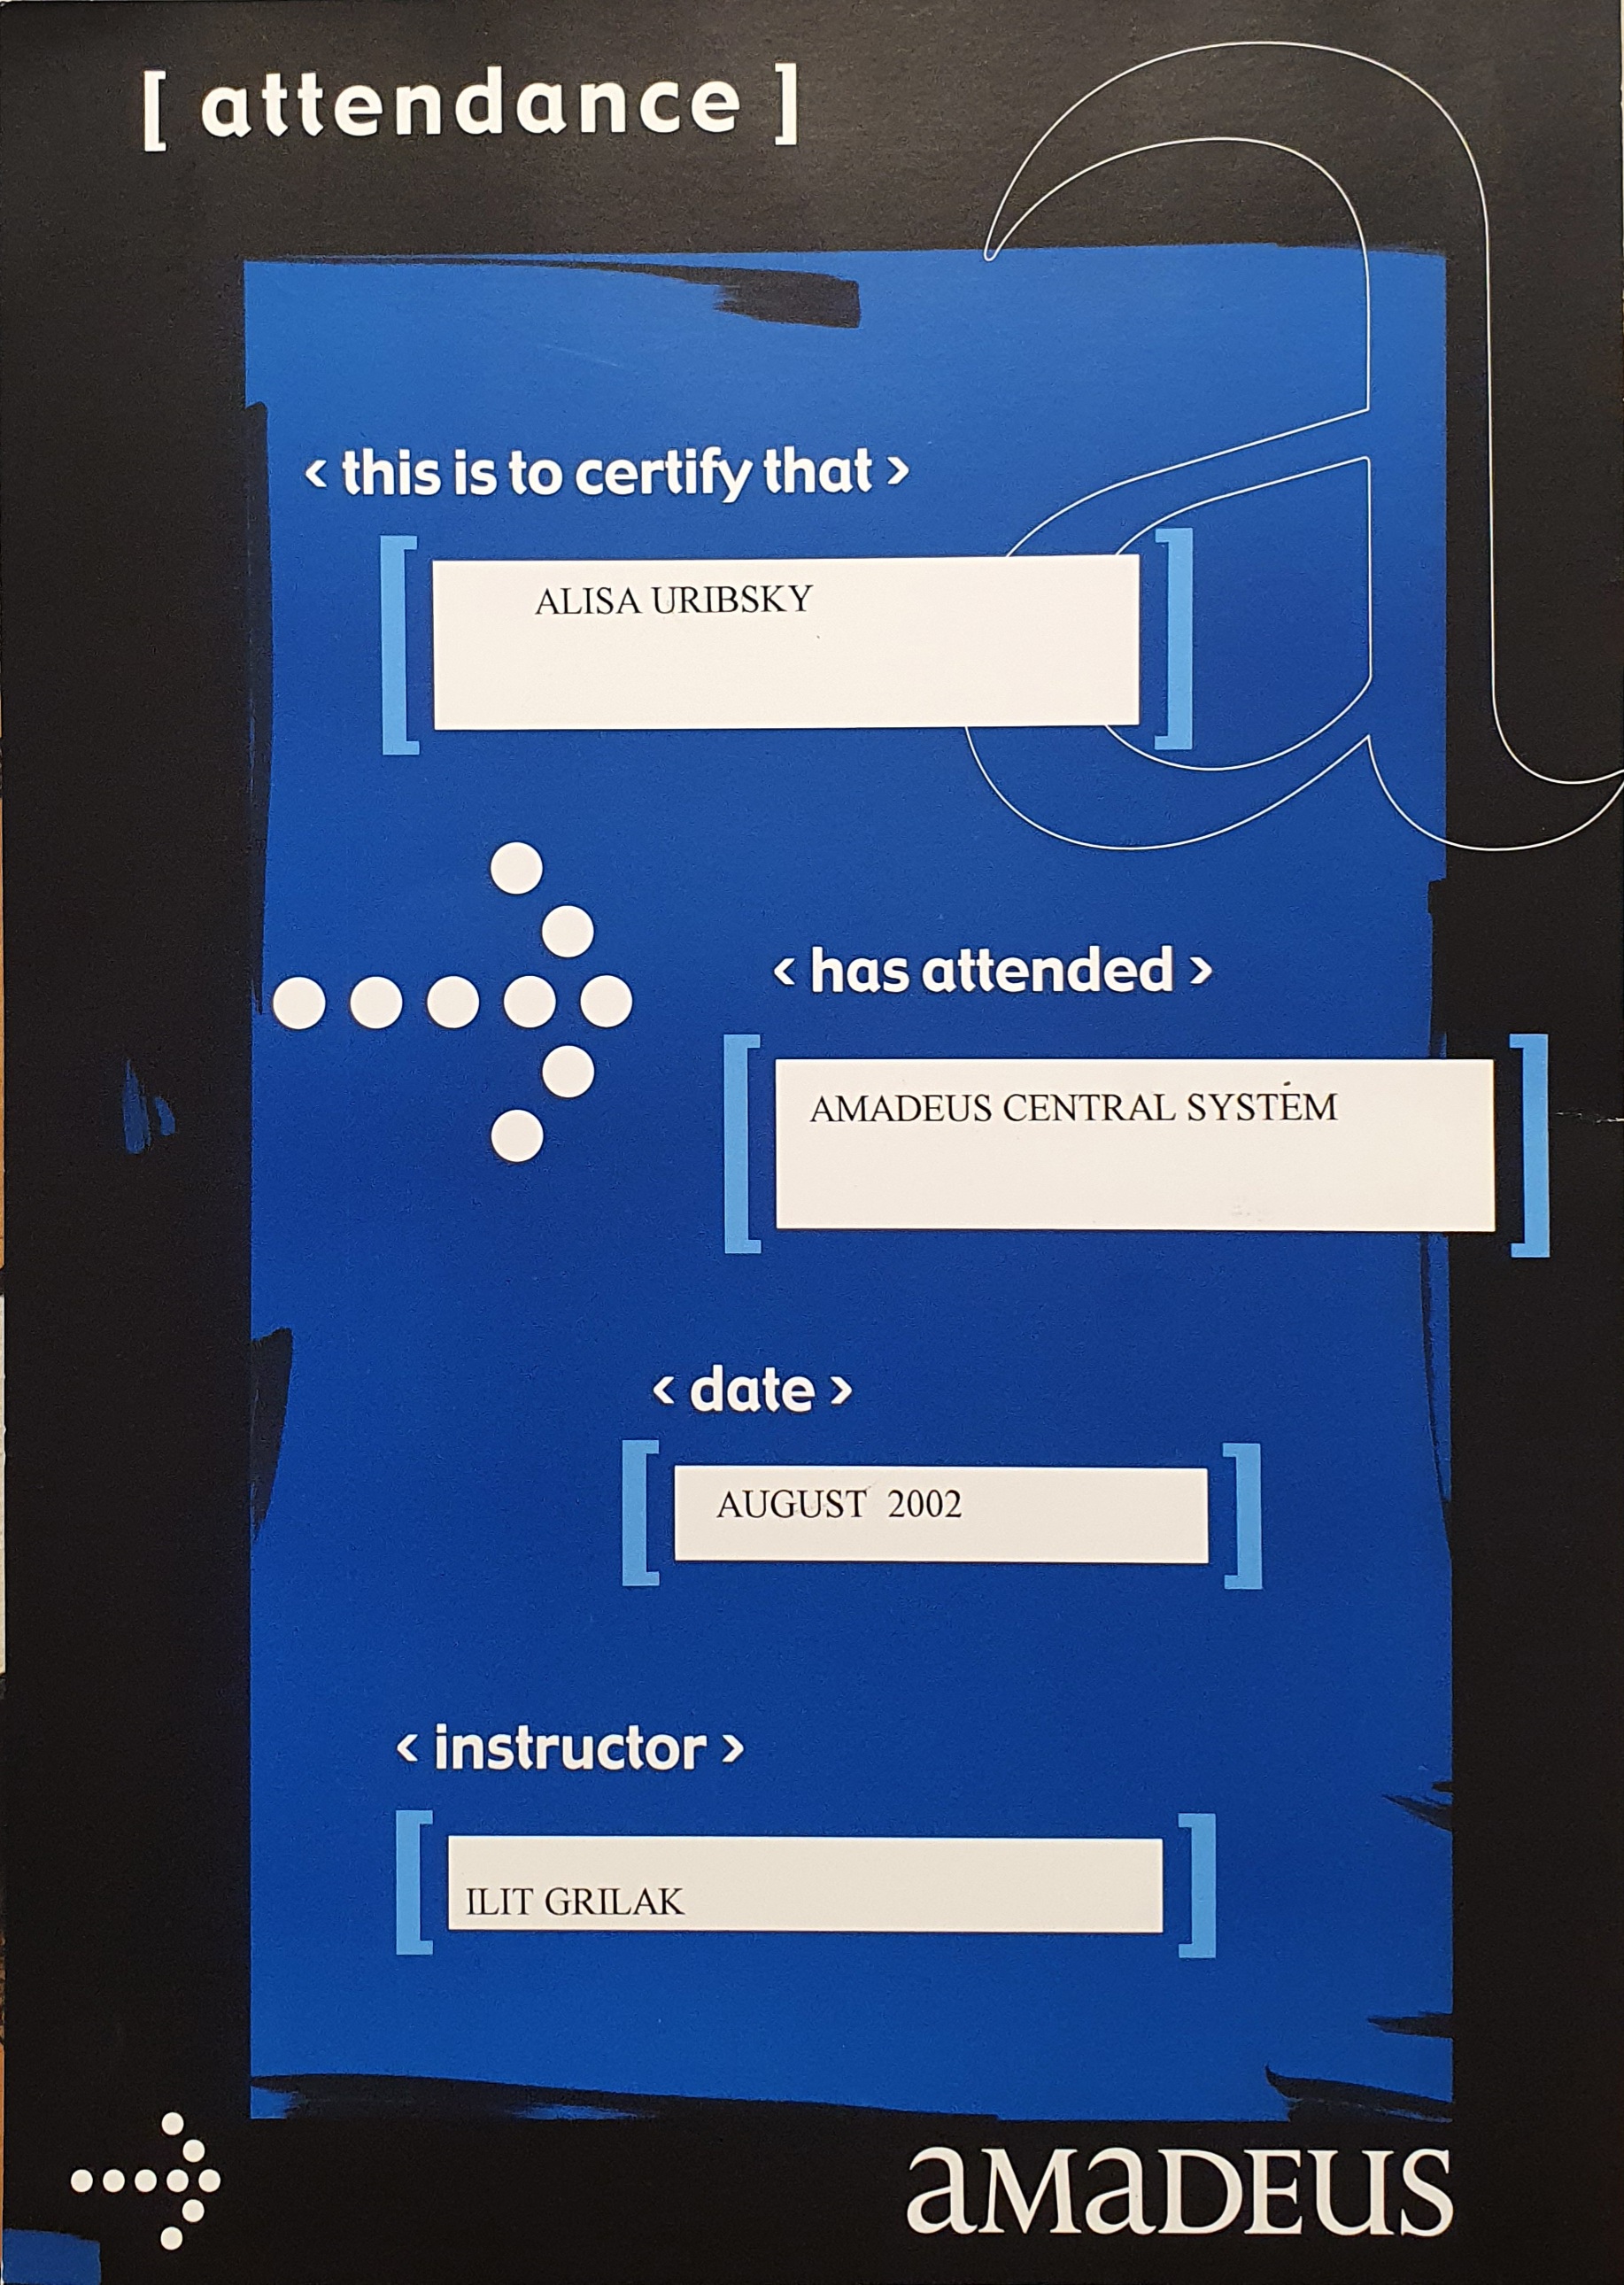 [ attendance ]
< this is to certify that >
ALISA URIBSKY
< has attended >
AMADEUS CENTRAL SYSTEM
< date >
AUGUST 2002
< instructor >
ILIT GRILAK
aMaDEUS